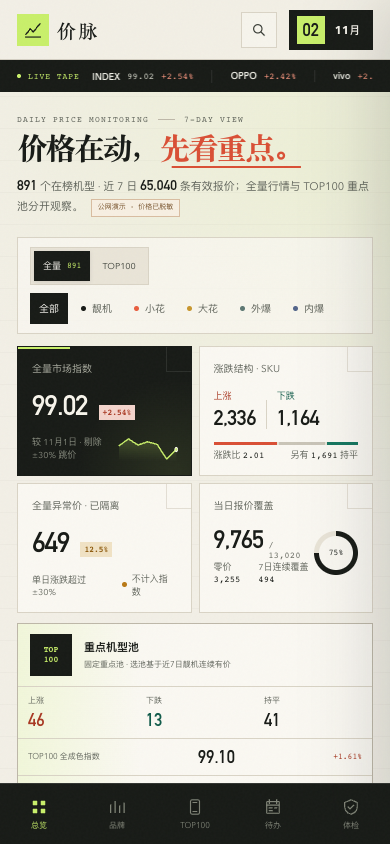 价脉
02 11月
LIVE TAPE INDEX 99.02 +2.54% OPPO +2.42% vivo +2.
DAILY PRICE MONITORING — 7-DAY VIEW
价格在动，先看重点。
891 个在榜机型 · 近 7 日 65,040 条有效报价；全量行情与 TOP100 重点
池分开观察。 公网演示 · 价格已脱敏
全量 891 TOP100
全部 靓机 小花 大花 外爆 内爆
全量市场指数
99.02 +2.54%
较 11月1日 · 剔除
±30% 跳价
涨跌结构 · SKU
上涨 下跌
2,336 1,164
涨跌比 2.01 另有 1,691 持平
全量异常价 · 已隔离
649 12.5%
单日涨跌超过
±30%
不计入指
数
当日报价覆盖
9,765 /
13,020
75%
零价 7日连续覆盖
3,255 494
TOP
100
重点机型池
固定重点池 · 选池基于近7日靓机连续有价
上涨 下跌 持平
46 13 41
TOP100 全成色指数 99.10 +1.61%
总览 品牌 TOP100 待办 体检